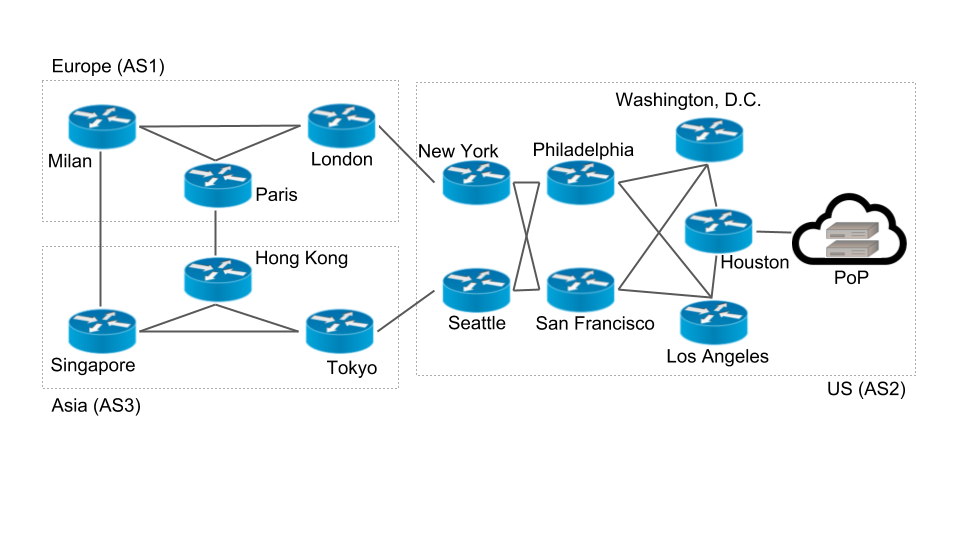 Europe (AS1)
Milan
London
Paris
Hong Kong
Singapore
Tokyo
Asia (AS3)
Washington, D.C.
New York
Philadelphia
Houston
PoP
Seattle
San Francisco
Los Angeles
US (AS2)